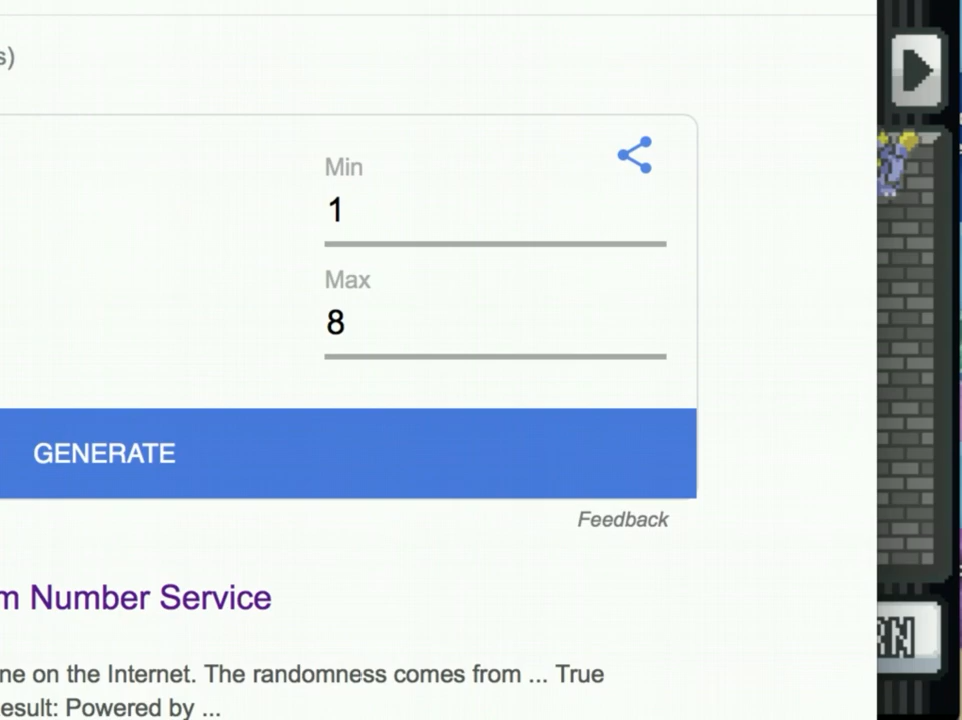 s)
Min
1
Max
8
GENERATE
Feedback
m Number Service
ne on the Internet. The randomness comes from ... True
esult: Powered by ...
RN